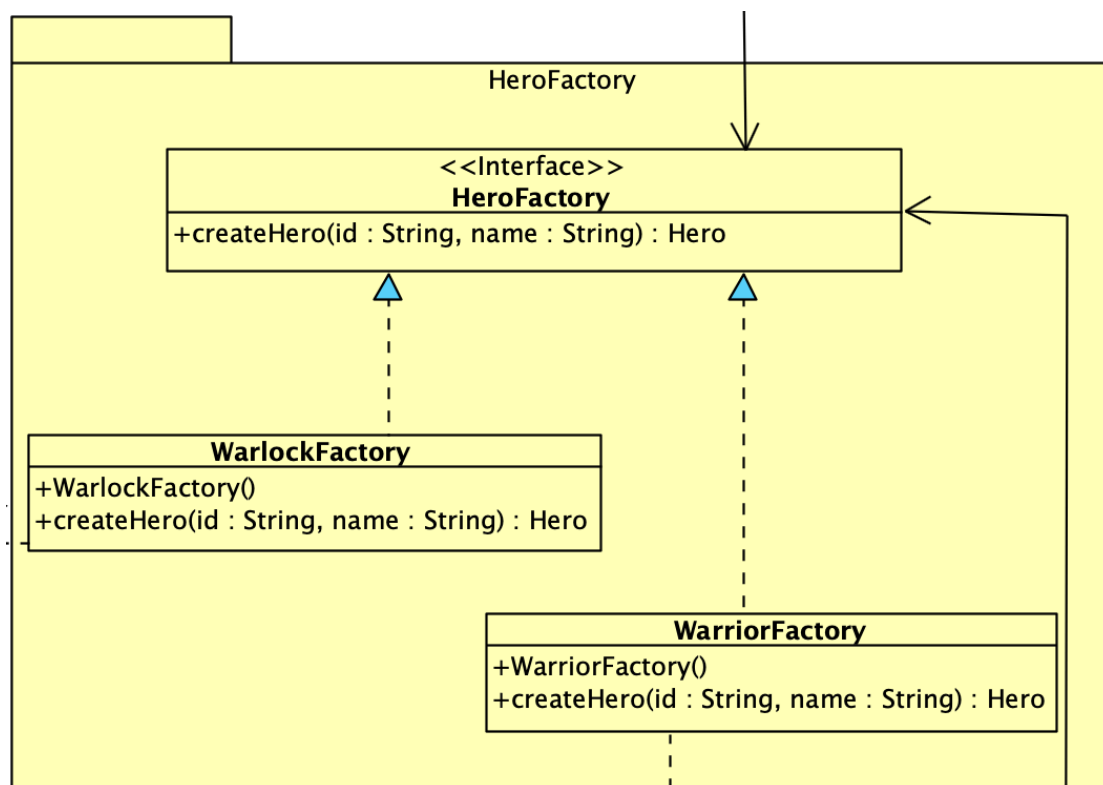 HeroFactory
<<Interface>>
HeroFactory
+createHero(id : String, name : String) : Hero
WarlockFactory
+WarlockFactory()
+createHero(id : String, name : String) : Hero
WarriorFactory
+WarriorFactory()
+createHero(id : String, name : String) : Hero